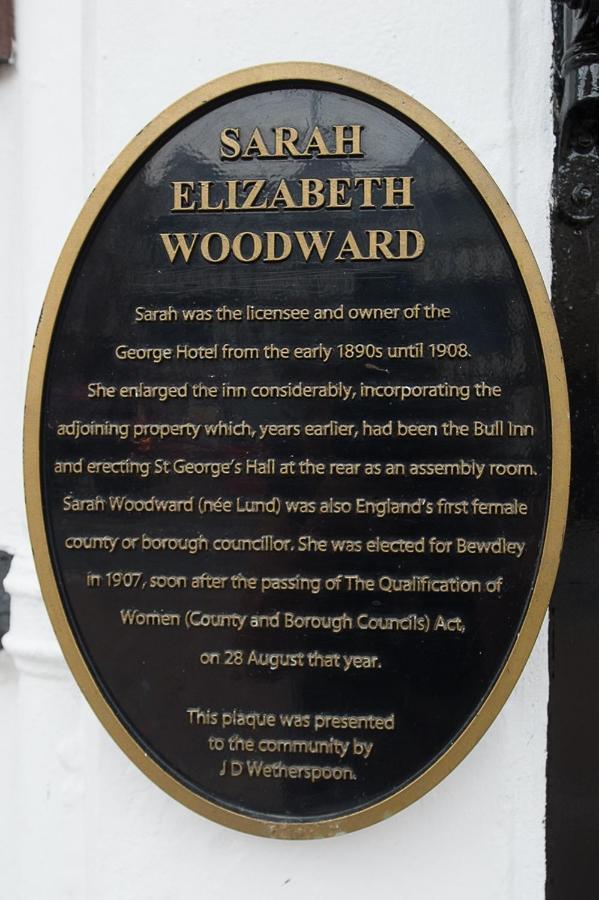 SARAH
ELIZABETH
WOODWARD
Sarah was the licensee and owner of the
George Hotel from the early 1890s until 1908.
She enlarged the inn considerably, incorporating the
adjoining property which, years earlier, had been the Bull Inn
and erecting St George's Hall at the rear as an assembly room.
Sarah Woodward (née Lund) was also England's first female
county or borough councillor. She was elected for Bewdley
in 1907, soon after the passing of The Qualification of
Women (County and Borough Councils) Act,
on 28 August that year.
This plaque was presented
to the community by
J D Wetherspoon.